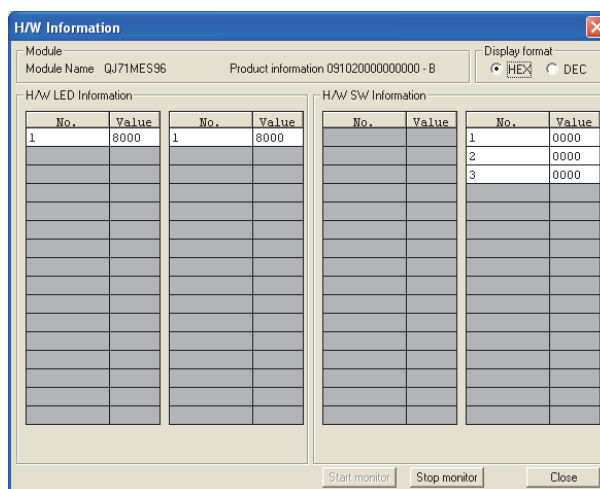 H/W Information
Module
Module Name QJ71MES96 Product information 091020000000000 - B
Display format
HEX DEC
H/W LED Information
No. Value No. Value
1 8000 1 8000
H/W SW Information
No. Value No. Value
1 0000
2 0000
3 0000
Start monitor Stop monitor Close